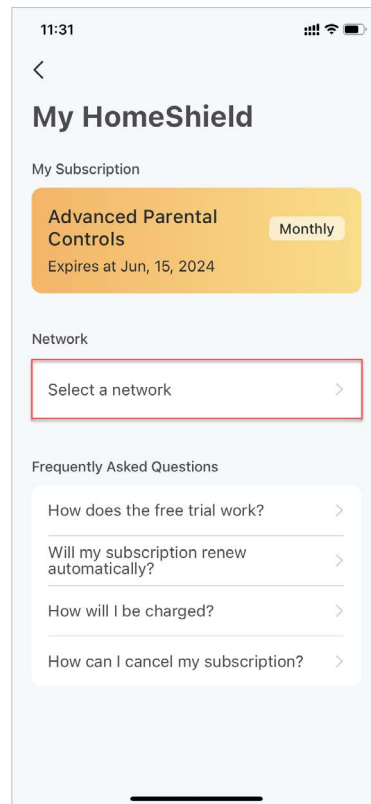 11:31
My HomeShield
My Subscription
Advanced Parental
Controls
Monthly
Expires at Jun, 15, 2024
Network
Select a network
Frequently Asked Questions
How does the free trial work?
Will my subscription renew
automatically?
How will I be charged?
How can I cancel my subscription?